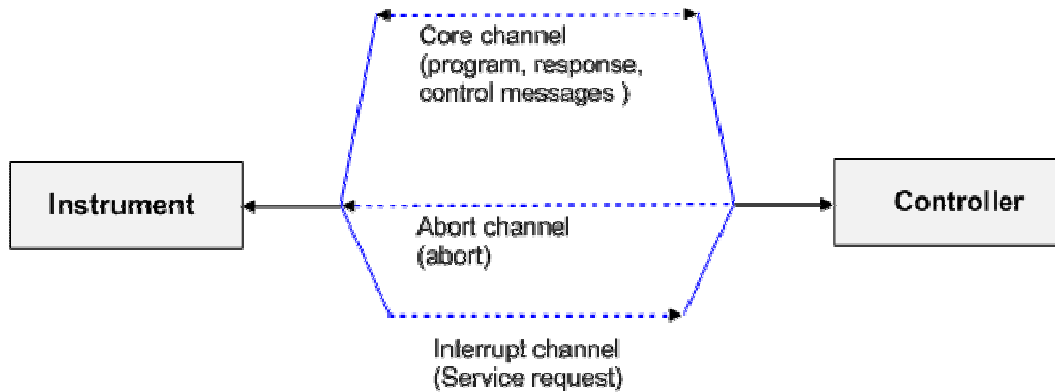 Core channel
(program, response,
control messages )
Instrument
Controller
Abort channel
(abort)
Interrupt channel
(Service request)